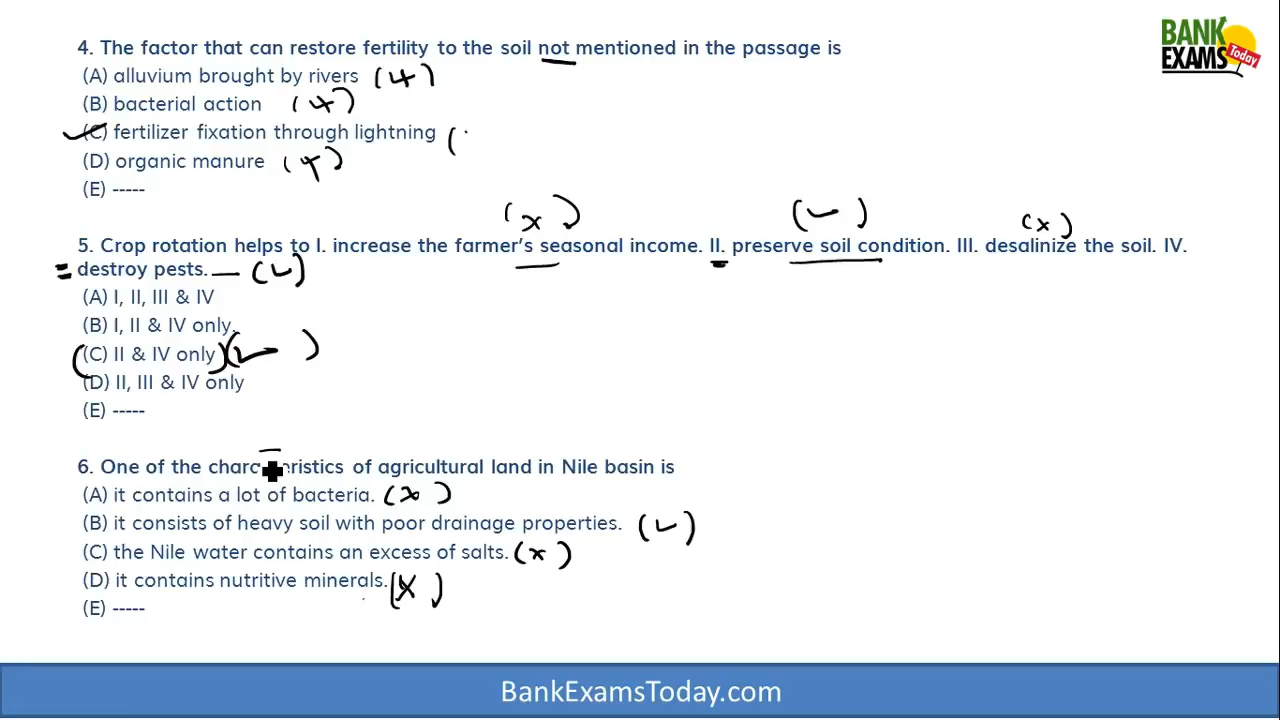 BANK
EXAMS Today
4. The factor that can restore fertility to the soil not mentioned in the passage is
(A) alluvium brought by rivers
(B) bacterial action
(C) fertilizer fixation through lightning
(D) organic manure
(E) -----
5. Crop rotation helps to I. increase the farmer's seasonal income. II. preserve soil condition. III. desalinize the soil. IV.
destroy pests.
(A) I, II, III & IV
(B) I, II & IV only.
(C) II & IV only
(D) II, III & IV only
(E) -----
6. One of the characteristics of agricultural land in Nile basin is
(A) it contains a lot of bacteria. (x)
(B) it consists of heavy soil with poor drainage properties.
(C) the Nile water contains an excess of salts. (x)
(D) it contains nutritive minerals. (x)
(E) -----
BankExamsToday.com